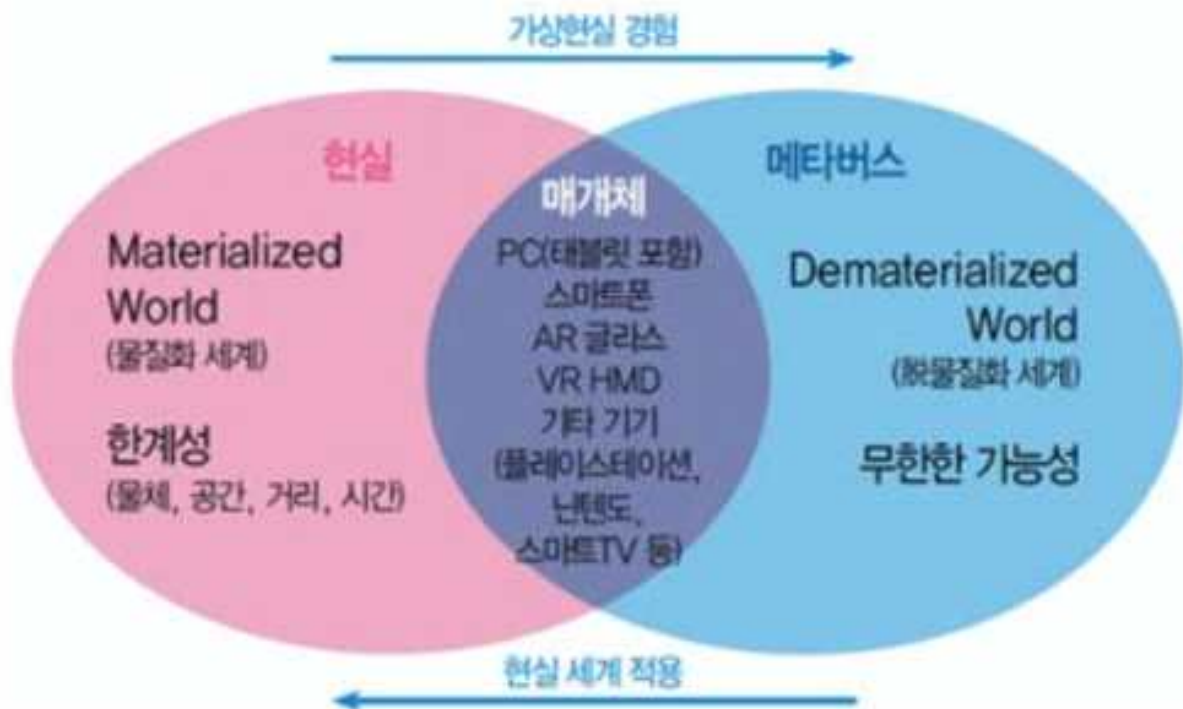 가상현실 경험
현실
Materialized
World
(물질화 세계)
한계성
(물체, 공간, 거리, 시간)
매개체
PC(태블릿 포함)
스마트폰
AR 글라스
VR HMD
기타 기기
(플레이스테이션,
닌텐도,
스마트TV 등)
메타버스
Dematerialized
World
(脫물질화 세계)
무한한 가능성
현실 세계 적용